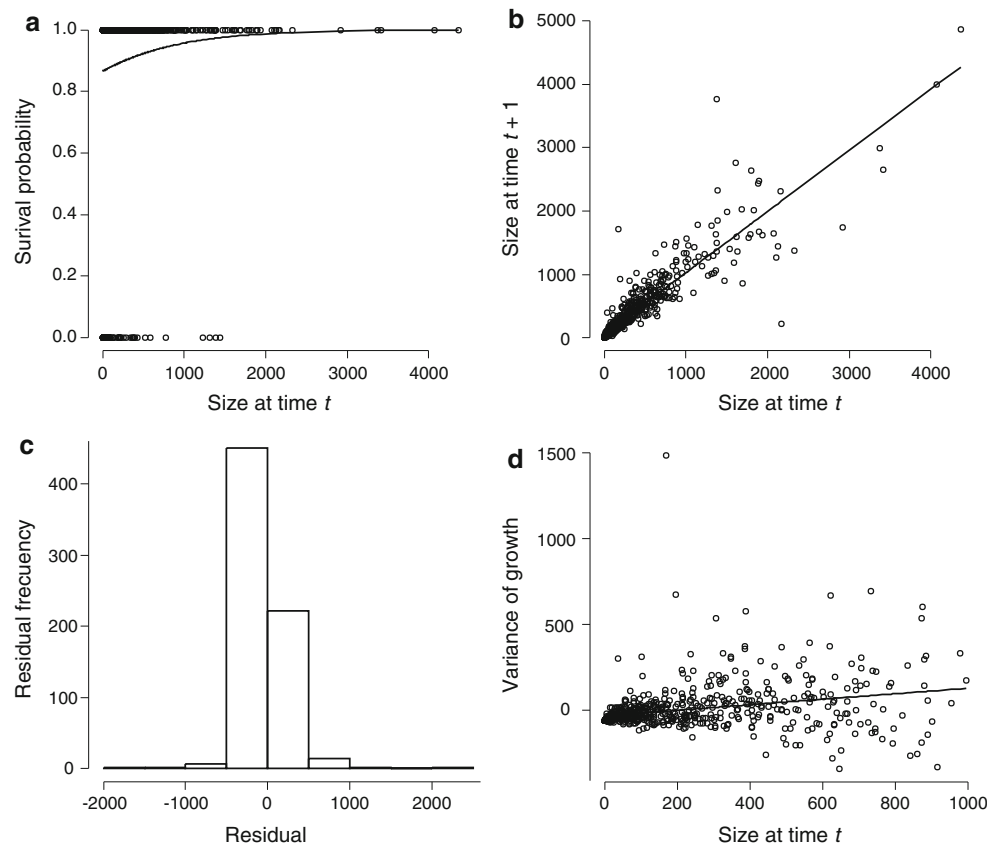 a
1.0
0.8
0.6
0.4
0.2
0.0
Surival probability
0 1000 2000 3000 4000
Size at time t
b
5000
4000
3000
2000
1000
0
Size at time t + 1
0 1000 2000 3000 4000
Size at time t
c
400
300
200
100
0
Residual frecuency
-2000 -1000 0 1000 2000
Residual
d
1500
1000
500
0
Variance of growth
0 200 400 600 800 1000
Size at time t